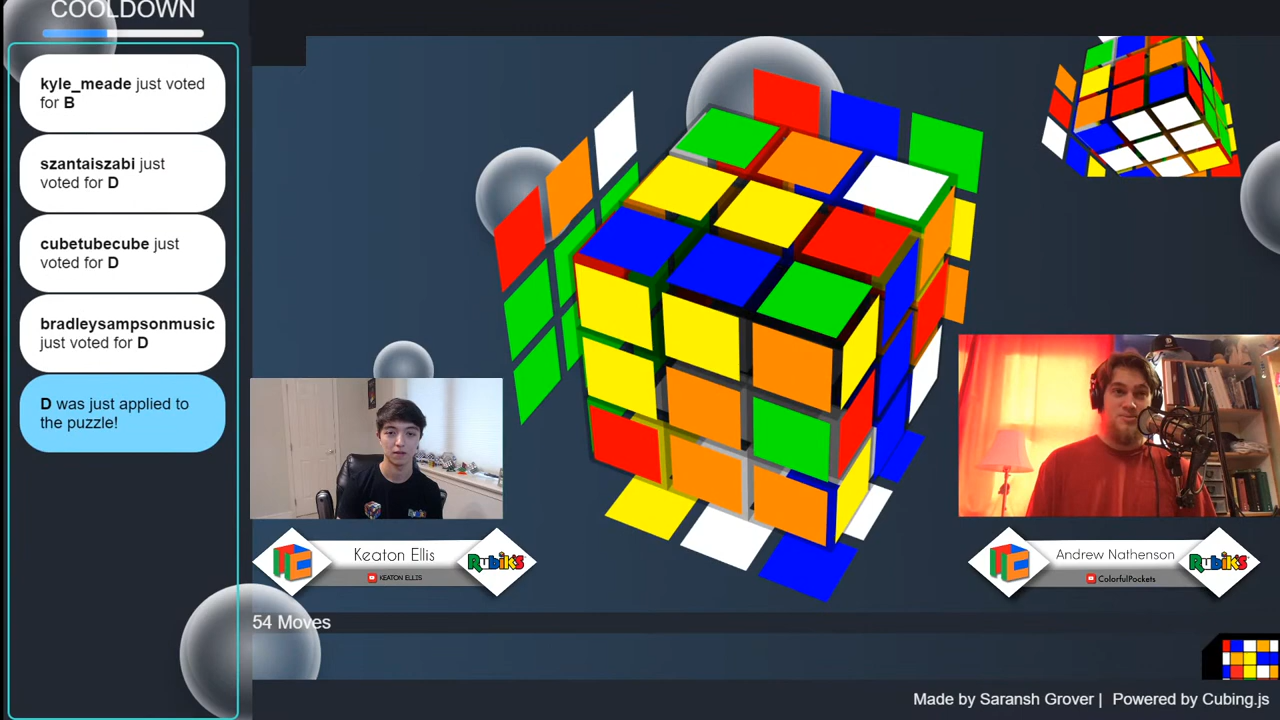 COOLDOWN
kyle_meade just voted
for B
szantaiszabi just
voted for D
cubetubecube just
voted for D
bradleysampsonmusic
just voted for D
D was just applied to
the puzzle!
Keaton Ellis
KEATON ELLIS
RUBIK'S
Andrew Nathenson
ColorfulPockets
RUBIK'S
54 Moves
Made by Saransh Grover | Powered by Cubing.js